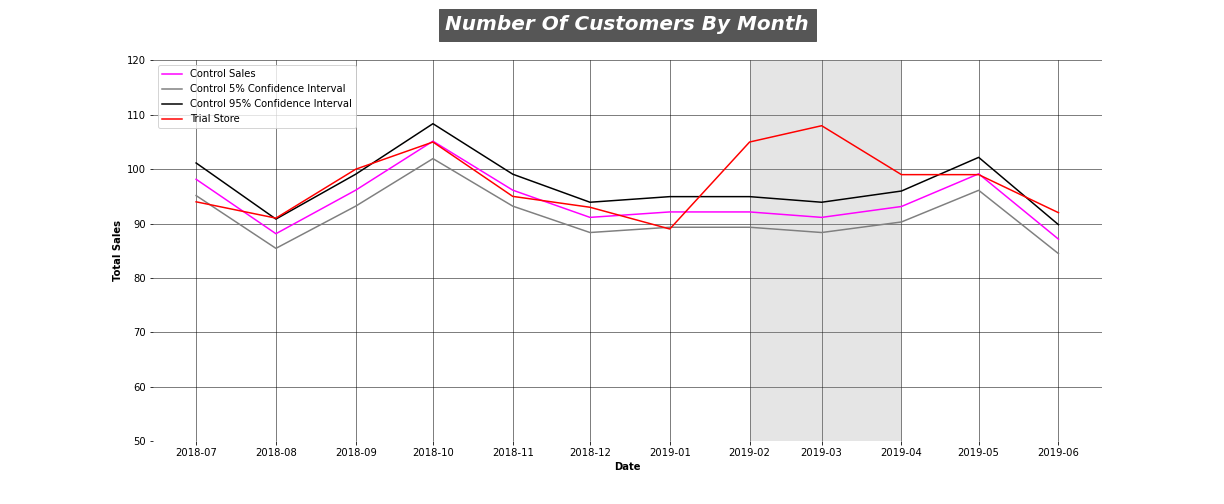 Number Of Customers By Month
120
110
100
90
80
70
60
50
Total Sales
Control Sales
Control 5% Confidence Interval
Control 95% Confidence Interval
Trial Store
2018-07 2018-08 2018-09 2018-10 2018-11 2018-12 2019-01 2019-02 2019-03 2019-04 2019-05 2019-06
Date